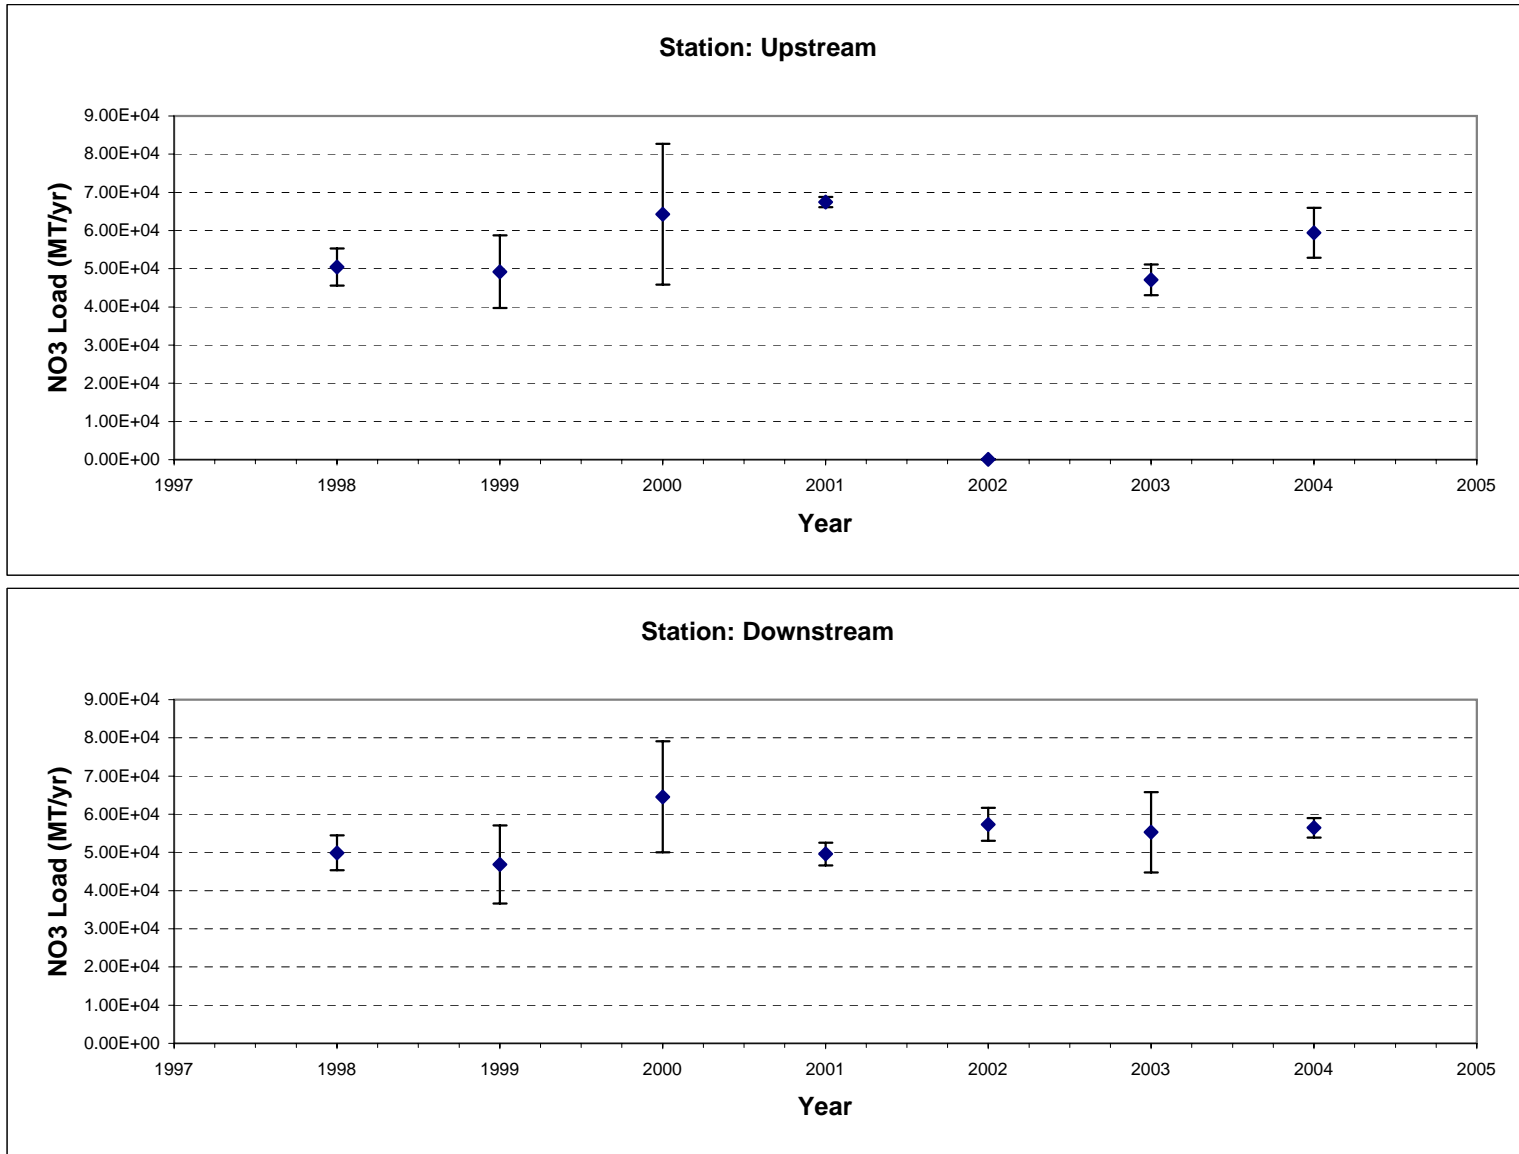 Station: Upstream
9.00E+04
8.00E+04
7.00E+04
6.00E+04
5.00E+04
4.00E+04
3.00E+04
2.00E+04
1.00E+04
0.00E+00
NO3 Load (MT/yr)
1997 1998 1999 2000 2001 2002 2003 2004 2005
Year
Station: Downstream
9.00E+04
8.00E+04
7.00E+04
6.00E+04
5.00E+04
4.00E+04
3.00E+04
2.00E+04
1.00E+04
0.00E+00
NO3 Load (MT/yr)
1997 1998 1999 2000 2001 2002 2003 2004 2005
Year